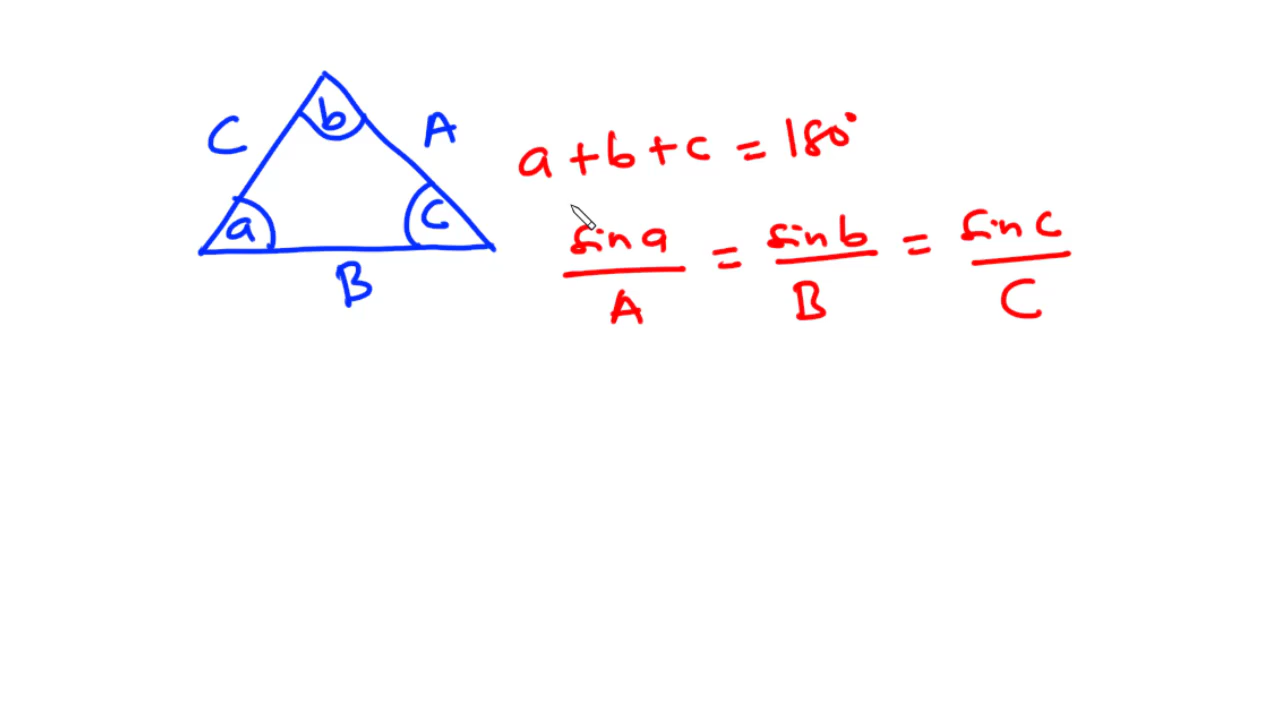 b
C
A
a
c
B
a + b + c = 180°
sin a / A = sin b / B = sin c / C